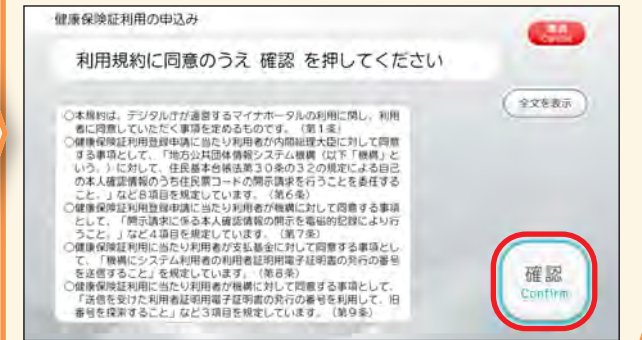 健康保険証利用の申込み
利用規約に同意のうえ 確認 を押してください
全文を表示
○本規約は、デジタル庁が運営するマイナポータルの利用に関し、利用
者に同意していただく事項を定めるものです。（第1条）
○健康保険証利用登録申請に当たり利用者が内閣総理大臣に対して同意
する事項として、「地方公共団体情報システム機構（以下「機構」と
いう。）に対して、住民基本台帳法第30条の32の規定による自己
の本人確認情報のうち住民票コードの開示請求を行うことを委任する
こと。」など8項目を規定しています。（第6条）
○健康保険証利用登録申請に当たり利用者が機構に対して同意する事項
として、「開示請求に係る本人確認情報の開示を電磁的記録により行
うこと。」など4項目を規定しています。（第7条）
○健康保険証利用に当たり利用者が支払基金に対して同意する事項とし
て、「機構にシステム利用者の利用者証明用電子証明書の発行の番号
を送信すること」を規定しています。（第8条）
○健康保険証利用に当たり利用者が機構に対して同意する事項として、
「送信を受けた利用者証明用電子証明書の発行の番号を利用して、旧
番号を探索すること」など3項目を規定しています。（第9条）
確認
Confirm